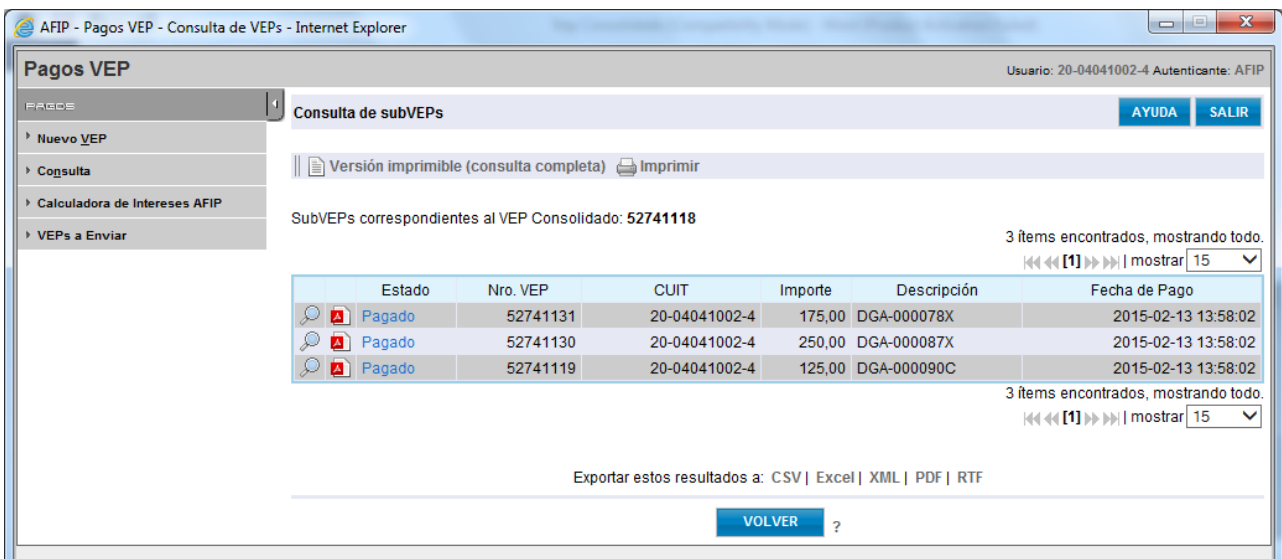 AFIP - Pagos VEP - Consulta de VEPs - Internet Explorer
Pagos VEP
Usuario: 20-04041002-4 Autenticante: AFIP
PAGOS
Nuevo VEP
Consulta
Calculadora de Intereses AFIP
VEPs a Enviar
Consulta de subVEPs
AYUDA SALIR
Versión imprimible (consulta completa) Imprimir
SubVEPs correspondientes al VEP Consolidado: 52741118
3 ítems encontrados, mostrando todo.
[1] | mostrar 15
Estado Nro. VEP CUIT Importe Descripción Fecha de Pago
Pagado 52741131 20-04041002-4 175,00 DGA-000078X 2015-02-13 13:58:02
Pagado 52741130 20-04041002-4 250,00 DGA-000087X 2015-02-13 13:58:02
Pagado 52741119 20-04041002-4 125,00 DGA-000090C 2015-02-13 13:58:02
3 ítems encontrados, mostrando todo.
[1] | mostrar 15
Exportar estos resultados a: CSV | Excel | XML | PDF | RTF
VOLVER ?